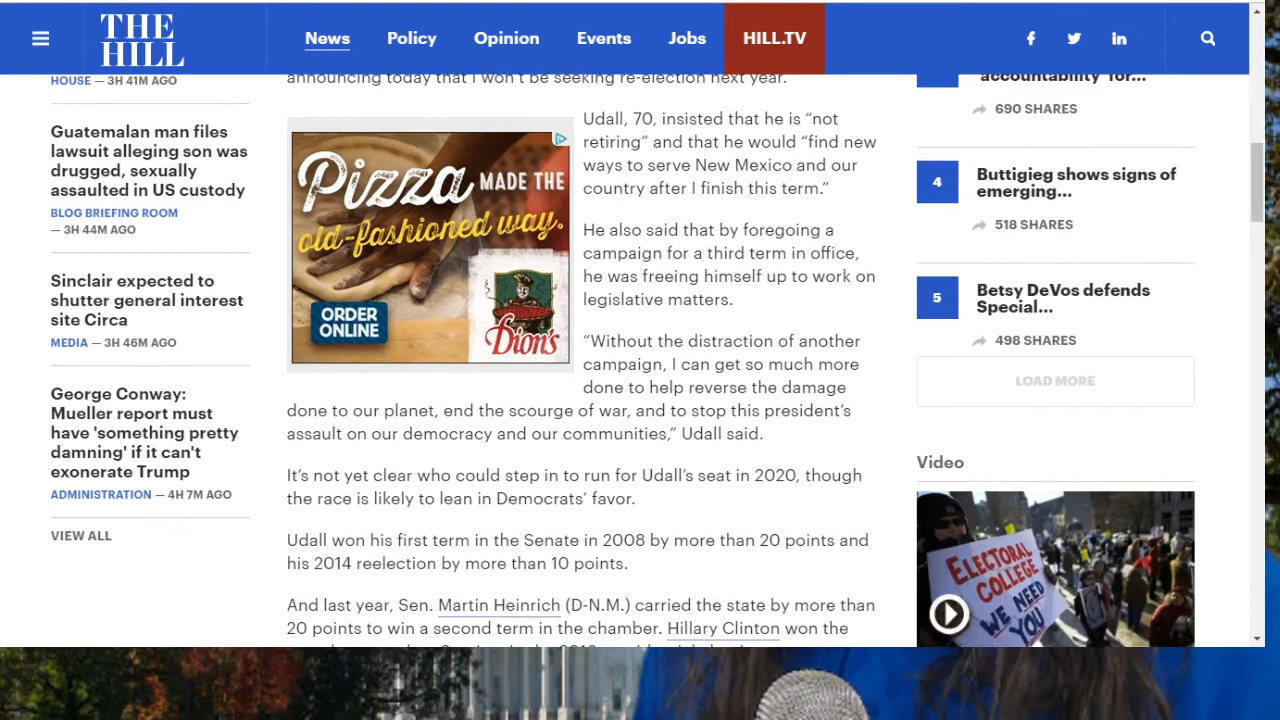 THE
HILL
News
Policy
Opinion
Events
Jobs
HILL.TV
HOUSE — 3H 41M AGO
Guatemalan man files
lawsuit alleging son was
drugged, sexually
assaulted in US custody
BLOG BRIEFING ROOM
— 3H 44M AGO
Sinclair expected to
shutter general interest
site Circa
MEDIA — 3H 46M AGO
George Conway:
Mueller report must
have 'something pretty
damning' if it can't
exonerate Trump
ADMINISTRATION — 4H 7M AGO
VIEW ALL
announcing today that I won't be seeking re-election next year.
Pizza MADE THE
old-fashioned way.
ORDER
ONLINE
Dion's
Udall, 70, insisted that he is “not
retiring” and that he would “find new
ways to serve New Mexico and our
country after I finish this term.”
He also said that by foregoing a
campaign for a third term in office,
he was freeing himself up to work on
legislative matters.
“Without the distraction of another
campaign, I can get so much more
done to help reverse the damage
done to our planet, end the scourge of war, and to stop this president’s
assault on our democracy and our communities,” Udall said.
It’s not yet clear who could step in to run for Udall’s seat in 2020, though
the race is likely to lean in Democrats’ favor.
Udall won his first term in the Senate in 2008 by more than 20 points and
his 2014 reelection by more than 10 points.
And last year, Sen. Martin Heinrich (D-N.M.) carried the state by more than
20 points to win a second term in the chamber. Hillary Clinton won the
accountability 'for...
690 SHARES
4
Buttigieg shows signs of
emerging...
518 SHARES
5
Betsy DeVos defends
Special...
498 SHARES
LOAD MORE
Video
ELECTORAL
COLLEGE
WE NEED
YOU